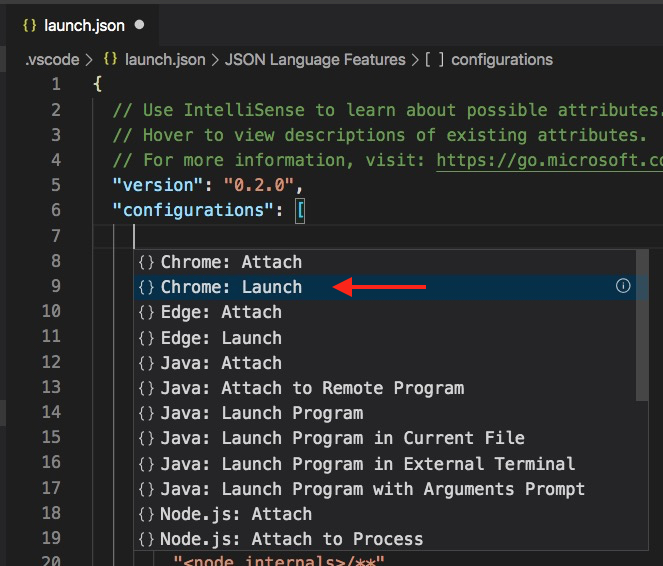 {} launch.json
.vscode > {} launch.json > JSON Language Features > [ ] configurations
1 {
2 // Use IntelliSense to learn about possible attributes.
3 // Hover to view descriptions of existing attributes.
4 // For more information, visit: https://go.microsoft.co
5 "version": "0.2.0",
6 "configurations": [
7
8 {} Chrome: Attach
9 {} Chrome: Launch
10 {} Edge: Attach
11 {} Edge: Launch
12 {} Java: Attach
13 {} Java: Attach to Remote Program
14 {} Java: Launch Program
15 {} Java: Launch Program in Current File
16 {} Java: Launch Program in External Terminal
17 {} Java: Launch Program with Arguments Prompt
18 {} Node.js: Attach
19 {} Node.js: Attach to Process
20 "<node_internals>/**"